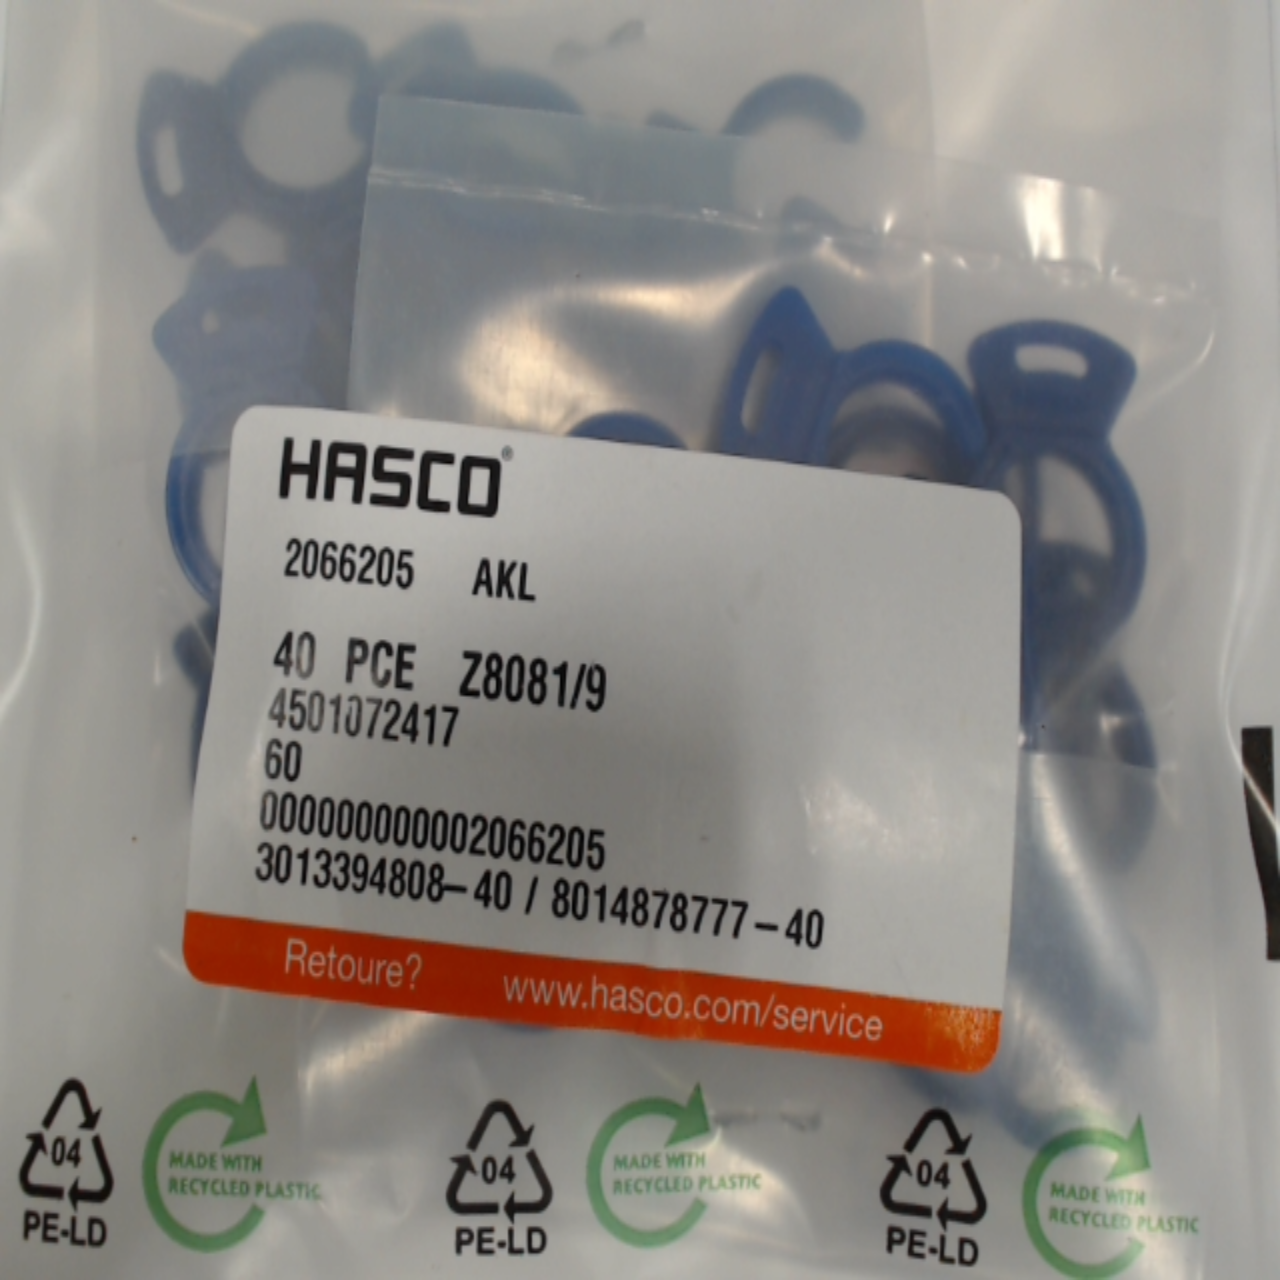 HASCO®
2066205 AKL
40 PCE Z8081/9
4501072417
60
000000000002066205
3013394808-40 / 8014878777-40
Retoure? www.hasco.com/service
04
PE-LD
MADE WITH
RECYCLED PLASTIC
04
PE-LD
MADE WITH
RECYCLED PLASTIC
04
PE-LD
MADE WITH
RECYCLED PLASTIC